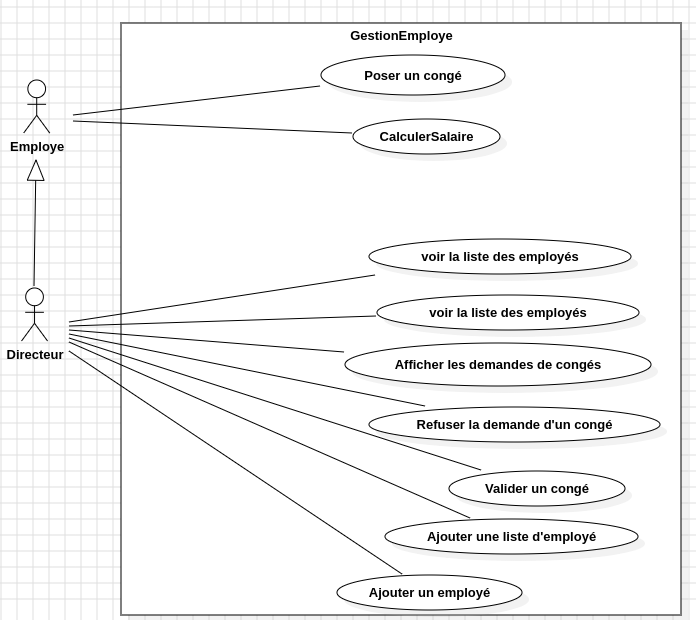 GestionEmploye
Poser un congé
CalculerSalaire
Employe
voir la liste des employés
voir la liste des employés
Directeur
Afficher les demandes de congés
Refuser la demande d'un congé
Valider un congé
Ajouter une liste d'employé
Ajouter un employé